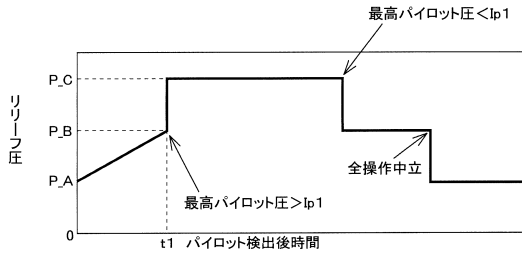 最高パイロット圧<Ip1
P_C
リリーフ圧
P_B
全操作中立
P_A
最高パイロット圧>Ip1
0
t1 パイロット検出後時間